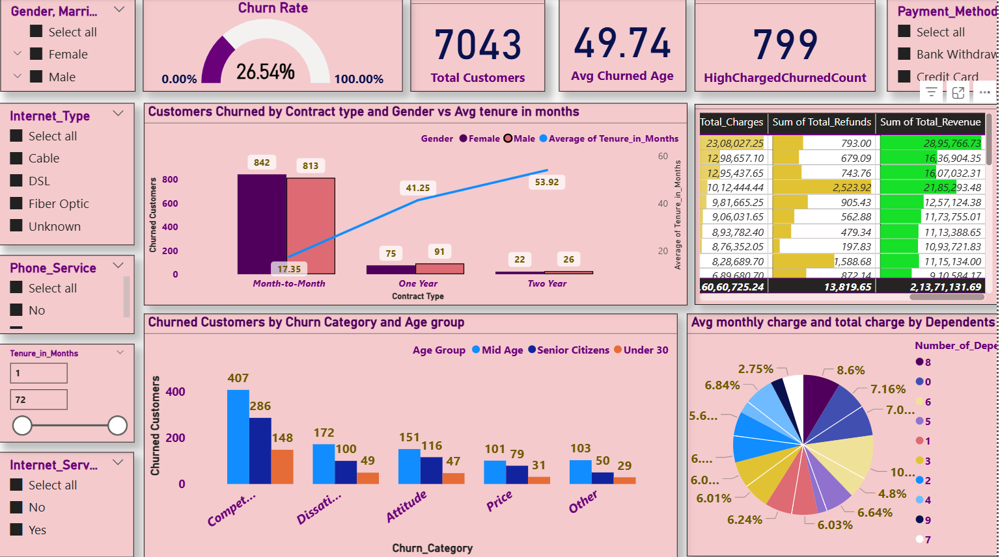 Gender, Marri...
Select all
Female
Male
Churn Rate
0.00%
26.54%
100.00%
7043
Total Customers
49.74
Avg Churned Age
799
HighChargedChurnedCount
Payment_Method
Select all
Bank Withdraw
Credit Card
Internet_Type
Select all
Cable
DSL
Fiber Optic
Unknown
Phone_Service
Select all
No
Tenure_in_Months
1
72
Internet_Serv...
Select all
No
Yes
Customers Churned by Contract type and Gender vs Avg tenure in months
Gender Female Male Average of Tenure_in_Months
Churned Customers
800
600
400
200
0
842
813
17.35
75
91
41.25
22
26
53.92
60
40
20
Average of Tenure_in_Months
Month-to-Month
One Year
Two Year
Contract Type
Total_Charges Sum of Total_Refunds Sum of Total_Revenue
23,08,027.25 793.00 28,95,766.73
12,98,657.10 679.09 16,36,904.35
12,95,437.65 743.76 16,07,032.31
10,12,444.44 2,523.92 21,85,293.48
9,81,665.25 905.43 12,57,124.38
9,06,031.65 562.88 11,73,755.01
8,93,782.40 479.34 11,13,388.65
8,76,352.05 197.83 10,93,721.83
8,28,689.70 1,588.68 11,15,134.00
6,89,680.70 872.14 9,10,584.17
.60,60,725.24 13,819.65 2,13,71,131.69
Churned Customers by Churn Category and Age group
Age Group Mid Age Senior Citizens Under 30
Churned Customers
400
200
0
407
286
148
172
100
49
151
116
47
101
79
31
103
50
29
Compet...
Dissati...
Attitude
Price
Other
Churn_Category
Avg monthly charge and total charge by Dependents
Number_of_Depe
8
0
6
5
1
3
2
4
9
7
8.6%
7.16%
7.0...
10...
4.8%
6.64%
6.03%
6.24%
6.01%
6.0...
6....
5.6...
6.84%
2.75%